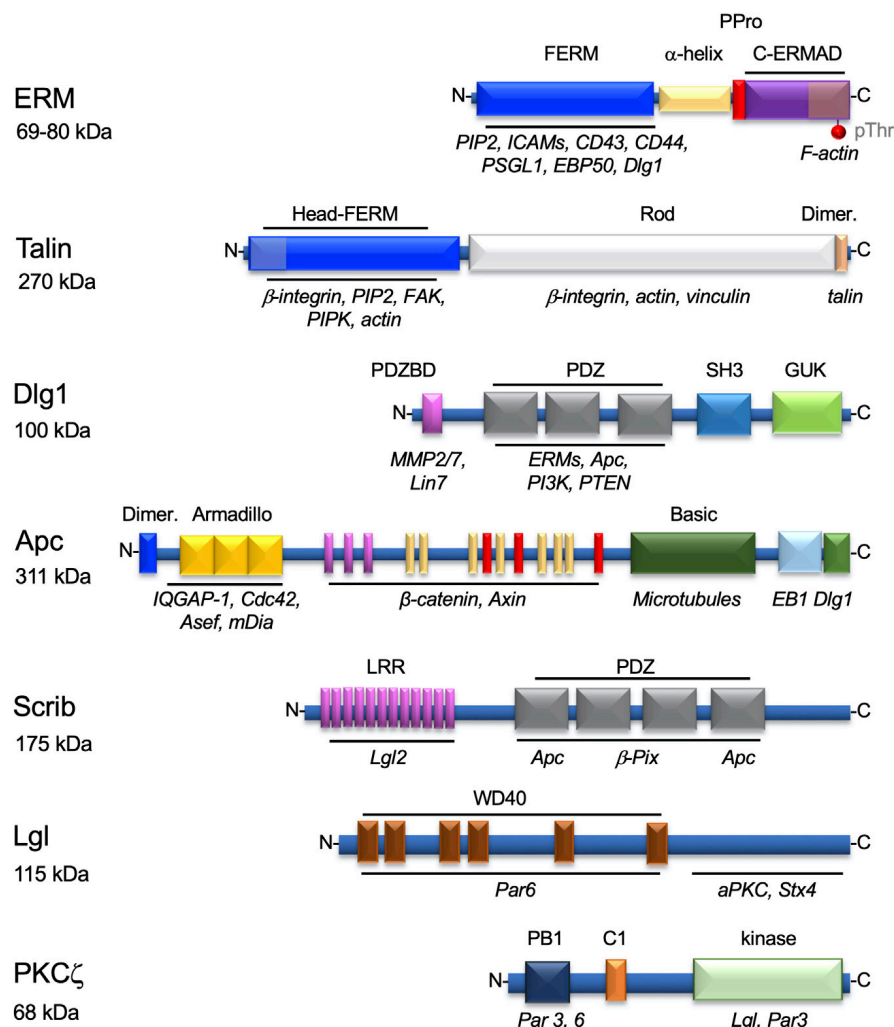 PPro
FERM α-helix C-ERMAD
ERM
69-80 kDa
N- -C
pThr
PIP2, ICAMs, CD43, CD44,
PSGL1, EBP50, Dlg1
F-actin
Head-FERM Rod Dimer.
Talin
270 kDa
N- -C
β-integrin, PIP2, FAK,
PIPK, actin
β-integrin, actin, vinculin
talin
PDZBD PDZ SH3 GUK
Dlg1
100 kDa
N- -C
MMP2/7,
Lin7
ERMs, Apc,
PI3K, PTEN
Dimer. Armadillo Basic
Apc
311 kDa
N- -C
IQGAP-1, Cdc42,
Asef, mDia
β-catenin, Axin
Microtubules
EB1 Dlg1
LRR PDZ
Scrib
175 kDa
N- -C
Lgl2 Apc β-Pix Apc
WD40
Lgl
115 kDa
N- -C
Par6 aPKC, Stx4
PB1 C1 kinase
PKCζ
68 kDa
N- -C
Par 3, 6 Lgl, Par3